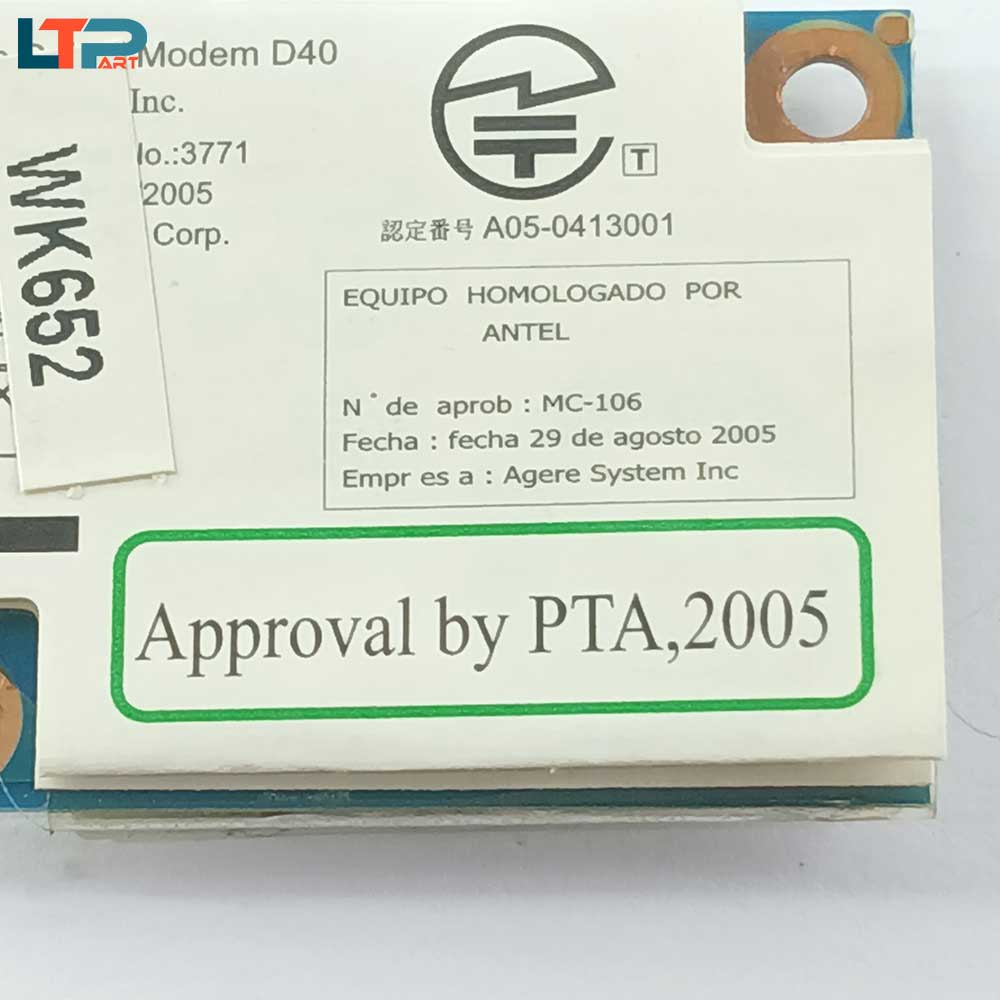 LTP
ART
Modem D40
Inc.
lo.:3771
2005
Corp.
WK652
T
認定番号 A05-0413001
EQUIPO HOMOLOGADO POR
ANTEL
N° de aprob : MC-106
Fecha : fecha 29 de agosto 2005
Empr es a : Agere System Inc
Approval by PTA,2005